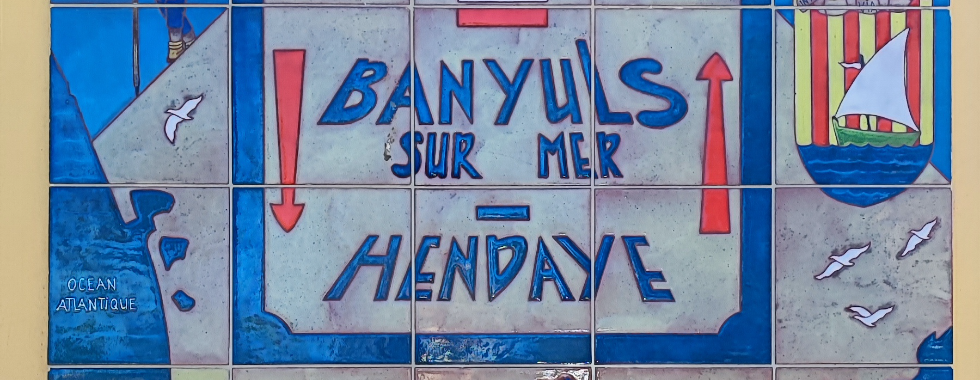 BANYULS
SUR MER
-
HENDAYE
OCEAN
ATLANTIQUE